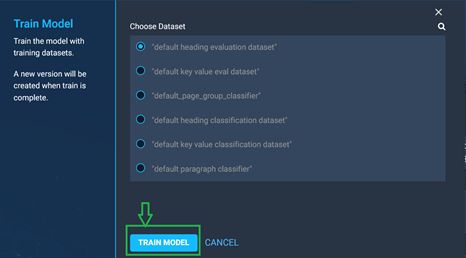 Train Model
Train the model with
training datasets.
A new version will be
created when train is
complete.
Choose Dataset
"default heading evaluation dataset"
"default key value eval dataset"
"default_page_group_classifier"
"default heading classification dataset"
"default key value classification dataset"
"default paragraph classifier"
TRAIN MODEL CANCEL